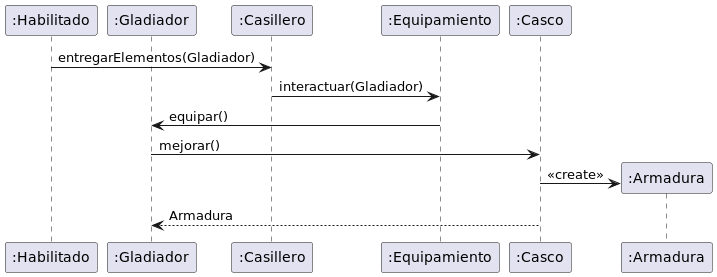 :Habilitado
:Gladiador
:Casillero
:Equipamiento
:Casco
entregarElementos(Gladiador)
interactuar(Gladiador)
equipar()
mejorar()
«create»
:Armadura
Armadura
:Habilitado
:Gladiador
:Casillero
:Equipamiento
:Casco
:Armadura